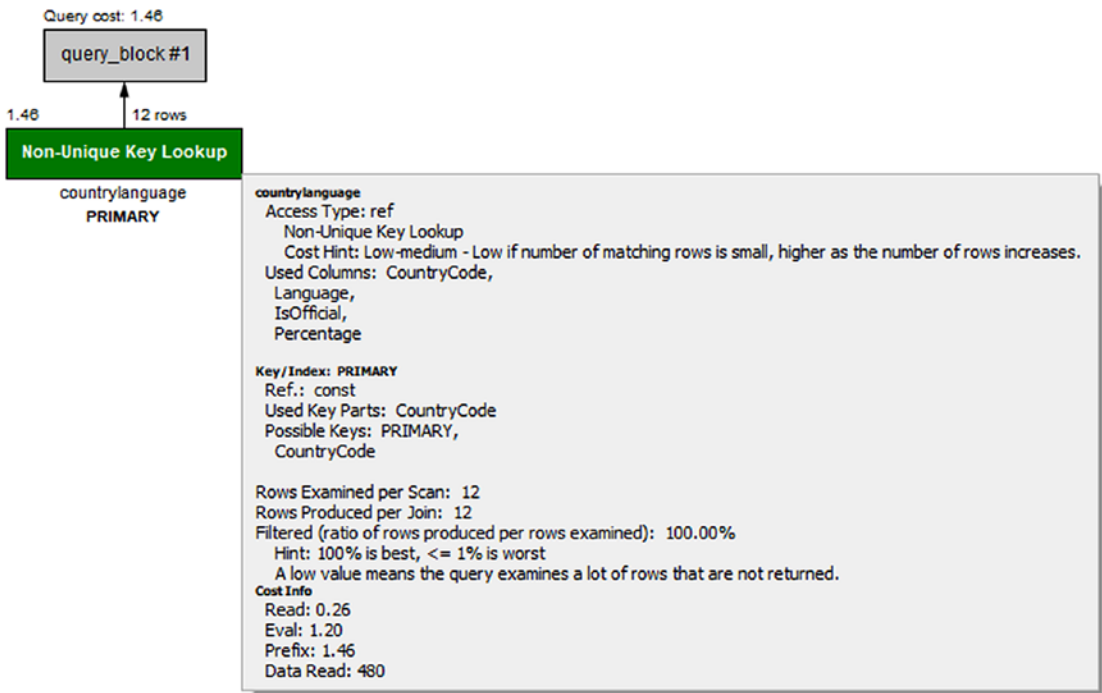 Query cost: 1.46
query_block #1
1.46
12 rows
Non-Unique Key Lookup
countrylanguage
PRIMARY
countrylanguage
Access Type: ref
Non-Unique Key Lookup
Cost Hint: Low-medium - Low if number of matching rows is small, higher as the number of rows increases.
Used Columns: CountryCode,
Language,
IsOfficial,
Percentage
Key/Index: PRIMARY
Ref.: const
Used Key Parts: CountryCode
Possible Keys: PRIMARY,
CountryCode
Rows Examined per Scan: 12
Rows Produced per Join: 12
Filtered (ratio of rows produced per rows examined): 100.00%
Hint: 100% is best, <= 1% is worst
A low value means the query examines a lot of rows that are not returned.
Cost Info
Read: 0.26
Eval: 1.20
Prefix: 1.46
Data Read: 480